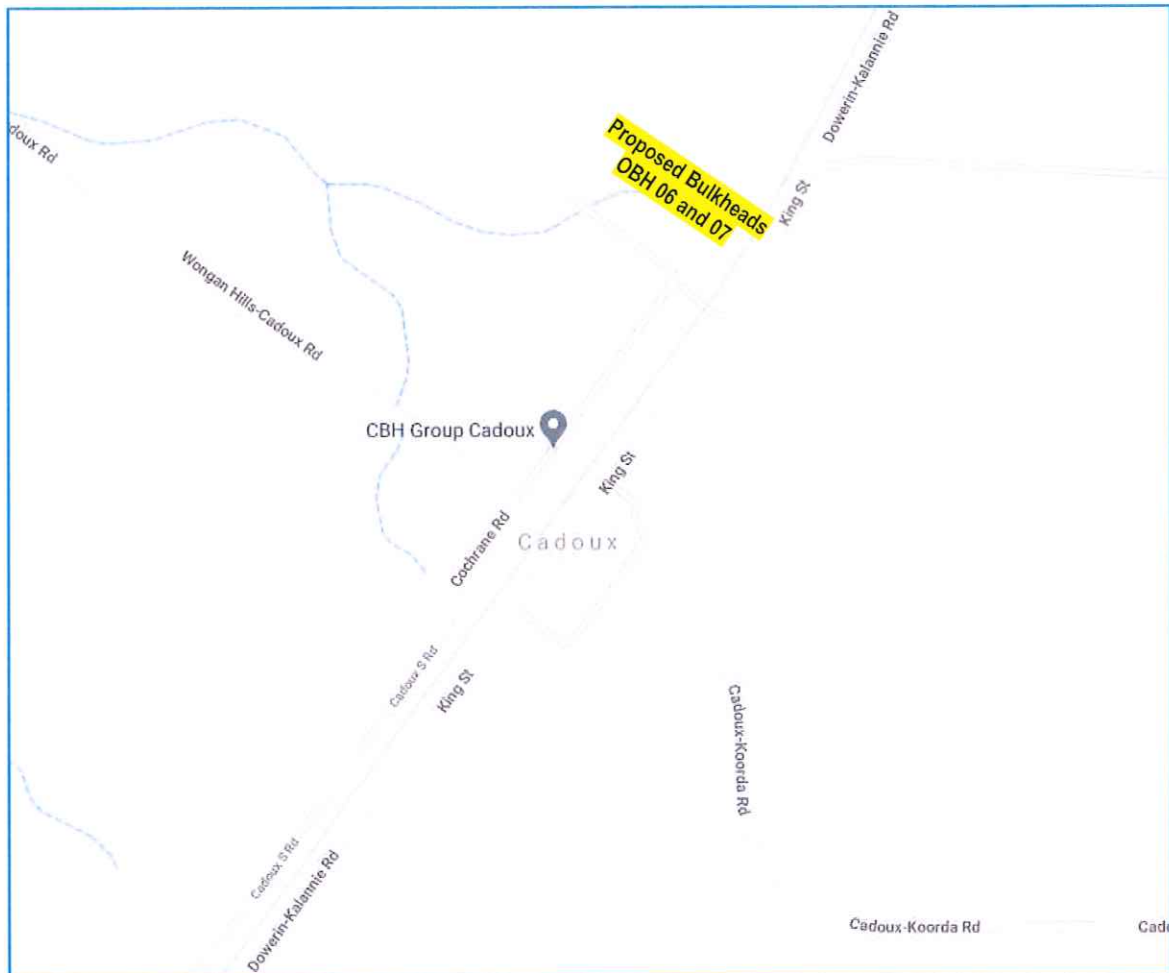 Dowerin-Kalannie Rd
doux Rd
Proposed Bulkheads
OBH 06 and 07
King St
Wongan Hills-Cadoux Rd
CBH Group Cadoux
King St
Cochrane Rd
Cadoux
Cadoux S Rd
King St
Cadoux-Koorda Rd
Cadoux S Rd
Dowerin-Kalannie Rd
Cadoux-Koorda Rd
Cado